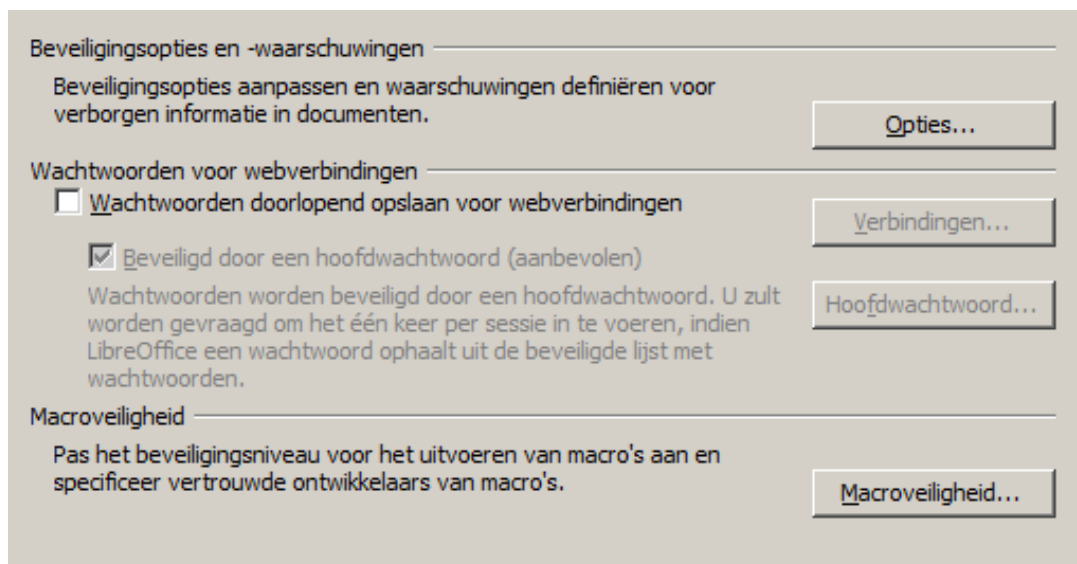 Beveiligingsopties en -waarschuwingen
Beveiligingsopties aanpassen en waarschuwingen definiëren voor
verborgen informatie in documenten.
Opties...
Wachtwoorden voor webverbindingen
Wachtwoorden doorlopend opslaan voor webverbindingen
Verbindingen...
Beveiligd door een hoofdwachtwoord (aanbevolen)
Wachtwoorden worden beveiligd door een hoofdwachtwoord. U zult
worden gevraagd om het één keer per sessie in te voeren, indien
LibreOffice een wachtwoord ophaalt uit de beveiligde lijst met
wachtwoorden.
Hoofdwachtwoord...
Macroveiligheid
Pas het beveiligingsniveau voor het uitvoeren van macro's aan en
specificeer vertrouwde ontwikkelaars van macro's.
Macroveiligheid...